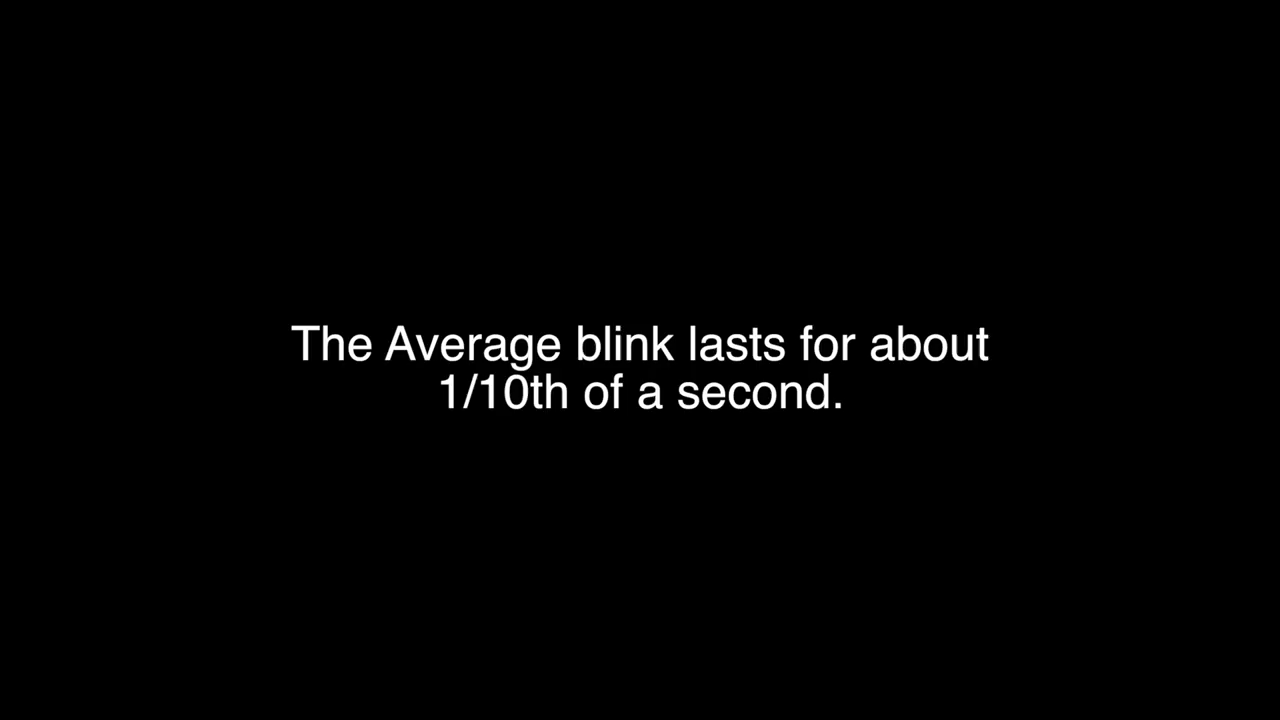 The Average blink lasts for about
1/10th of a second.